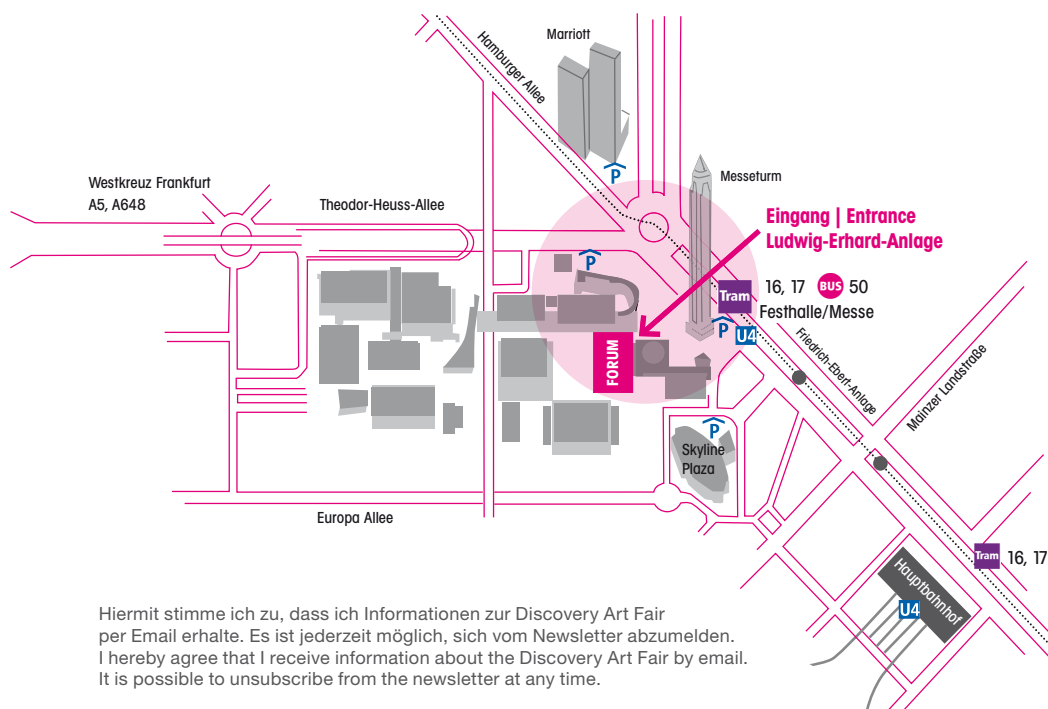 Marriott
Hamburger Allee
Westkreuz Frankfurt
A5, A648
Theodor-Heuss-Allee
P
Messeturm
Eingang | Entrance
Ludwig-Erhard-Anlage
P
Tram 16, 17 BUS 50
Festhalle/Messe
P
U4
FORUM
Friedrich-Ebert-Anlage
Mainzer Landstraße
P
Skyline
Plaza
Europa Allee
Tram 16, 17
Hauptbahnhof
U4
Hiermit stimme ich zu, dass ich Informationen zur Discovery Art Fair
per Email erhalte. Es ist jederzeit möglich, sich vom Newsletter abzumelden.
I hereby agree that I receive information about the Discovery Art Fair by email.
It is possible to unsubscribe from the newsletter at any time.